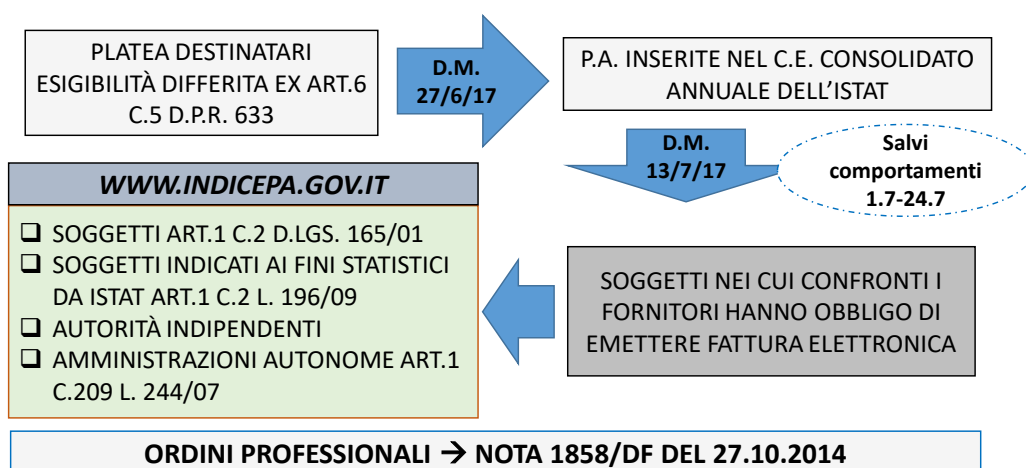 PLATEA DESTINATARI
ESIGIBILITÀ DIFFERITA EX ART.6
C.5 D.P.R. 633
D.M.
27/6/17
P.A. INSERITE NEL C.E. CONSOLIDATO
ANNUALE DELL'ISTAT
D.M.
13/7/17
Salvi
comportamenti
1.7-24.7
SOGGETTI NEI CUI CONFRONTI I
FORNITORI HANNO OBBLIGO DI
EMETTERE FATTURA ELETTRONICA
WWW.INDICEPA.GOV.IT
❑ SOGGETTI ART.1 C.2 D.LGS. 165/01
❑ SOGGETTI INDICATI AI FINI STATISTICI
DA ISTAT ART.1 C.2 L. 196/09
❑ AUTORITÀ INDIPENDENTI
❑ AMMINISTRAZIONI AUTONOME ART.1
C.209 L. 244/07
ORDINI PROFESSIONALI → NOTA 1858/DF DEL 27.10.2014